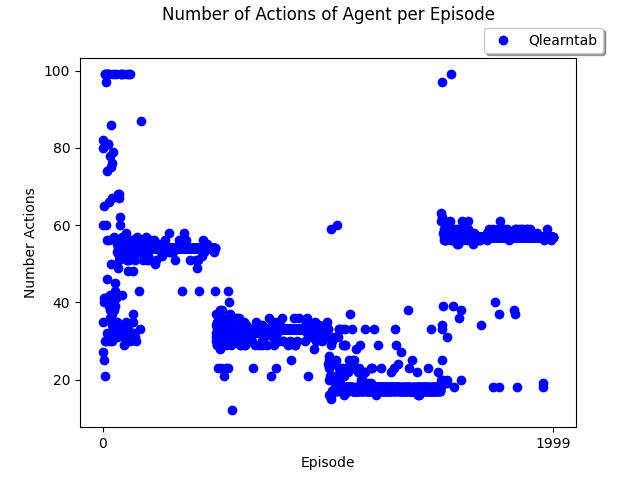 Number of Actions of Agent per Episode
Qlearntab
100
80
60
40
20
Number Actions
0
1999
Episode